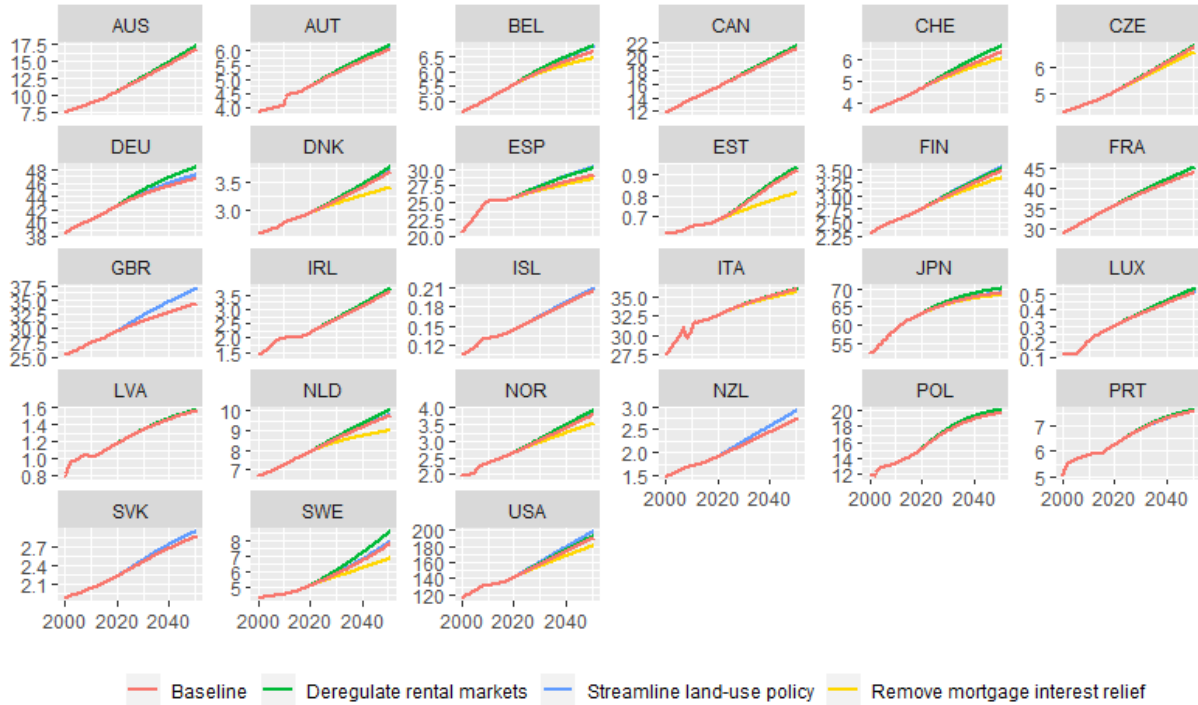 AUS AUT BEL CAN CHE CZE
17.5 6.0 6.5 22 6 6
15.0 5.5 6.0 20 5 5
12.5 5.0 5.5 18 4
10.0 4.5 5.0 16
7.5 4.0 14
12
DEU DNK ESP EST FIN FRA
48 3.5 30.0 0.9 3.50 45
46 3.0 27.5 0.8 3.25 40
44 25.0 0.7 3.00 35
42 22.5 2.75 30
40 20.0 2.50
38 2.25
GBR IRL ISL ITA JPN LUX
37.5 3.5 0.21 35.0 70 0.5
35.0 3.0 0.18 32.5 65 0.4
32.5 2.5 0.15 30.0 60 0.3
30.0 2.0 0.12 27.5 55 0.2
27.5 1.5 0.1
25.0
LVA NLD NOR NZL POL PRT
1.6 10 4.0 3.0 20 7
1.4 9 3.5 2.5 18 6
1.2 8 3.0 2.0 16 5
1.0 7 2.5 1.5 14
0.8 2.0 12
2000 2020 2040 2000 2020 2040 2000 2020 2040
SVK SWE USA
2.7 8 200
2.4 7 180
2.1 6 160
5 140
120
2000 2020 2040 2000 2020 2040 2000 2020 2040
Baseline Deregulate rental markets Streamline land-use policy Remove mortgage interest relief